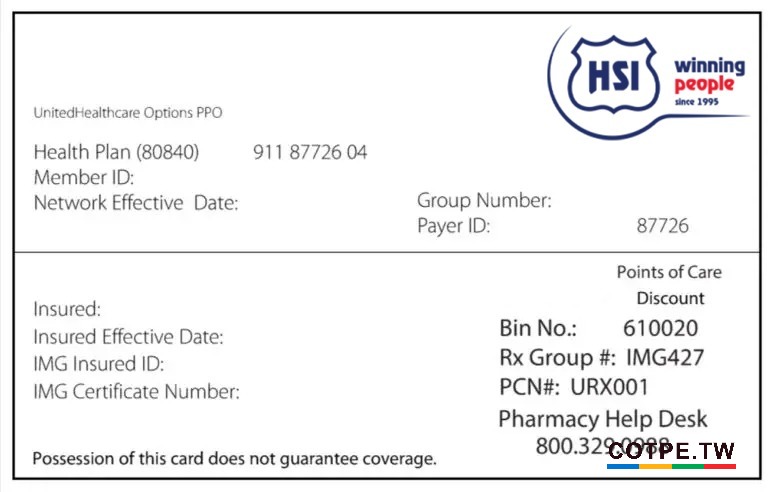 HSI
winning
people
since 1995
UnitedHealthcare Options PPO
Health Plan (80840) 911 87726 04
Member ID:
Network Effective Date:
Group Number:
Payer ID: 87726
Points of Care
Discount
Insured:
Insured Effective Date:
IMG Insured ID:
IMG Certificate Number:
Bin No.: 610020
Rx Group #: IMG427
PCN#: URX001
Pharmacy Help Desk
800.329.0988
Possession of this card does not guarantee coverage.
COTPE.TW